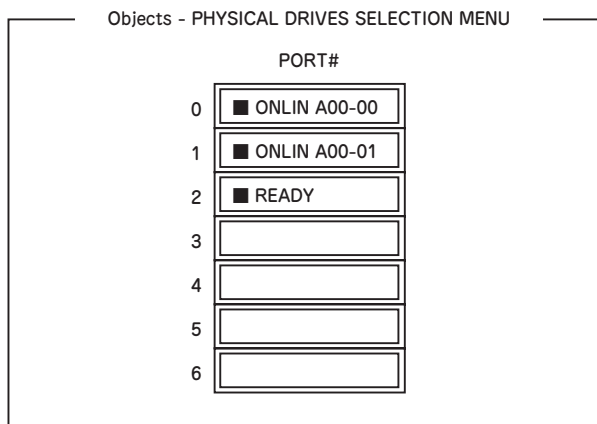 Objects - PHYSICAL DRIVES SELECTION MENU
PORT#
0 ■ ONLIN A00-00
1 ■ ONLIN A00-01
2 ■ READY
3
4
5
6